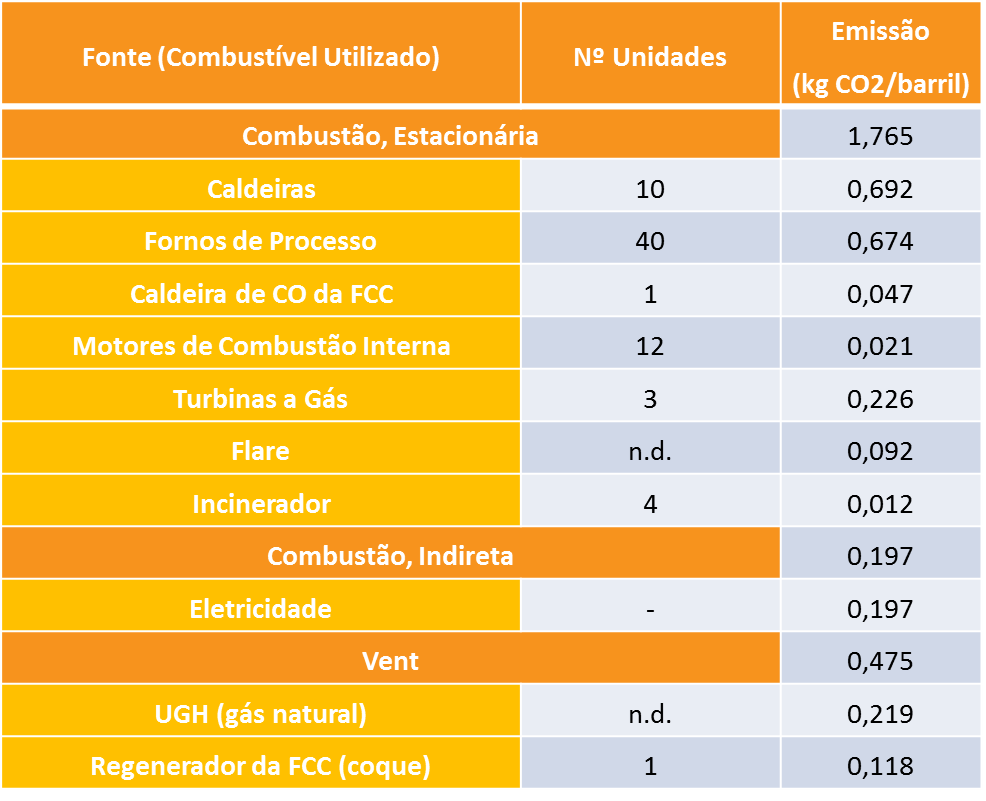 Fonte (Combustível Utilizado) Nº Unidades Emissão (kg CO2/barril)
Combustão, Estacionária 1,765
Caldeiras 10 0,692
Fornos de Processo 40 0,674
Caldeira de CO da FCC 1 0,047
Motores de Combustão Interna 12 0,021
Turbinas a Gás 3 0,226
Flare n.d. 0,092
Incinerador 4 0,012
Combustão, Indireta 0,197
Eletricidade - 0,197
Vent 0,475
UGH (gás natural) n.d. 0,219
Regenerador da FCC (coque) 1 0,118